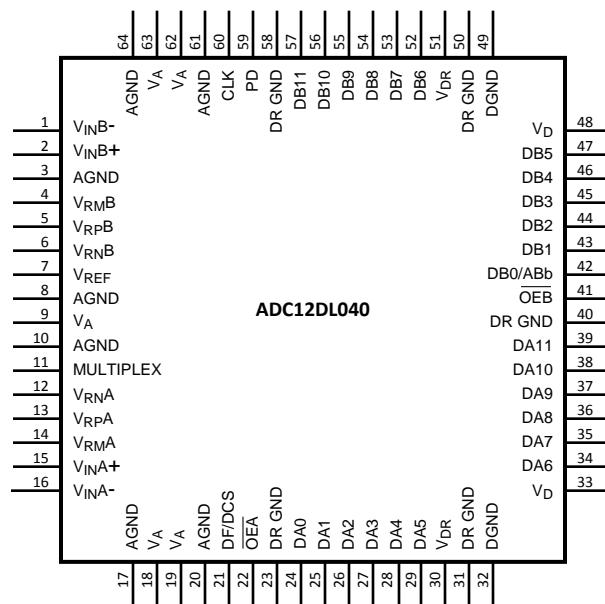 64 63 62 61 60 59 58 57 56 55 54 53 52 51 50 49
AGND VA VA AGND CLK PD DR GND DB11 DB10 DB9 DB8 DB7 DB6 VDR DR GND DGND
1 VINB-
2 VINB+
3 AGND
4 VRMB
5 VRPB
6 VRNB
7 VREF
8 AGND
9 VA
10 AGND
11 MULTIPLEX
12 VRNA
13 VRPA
14 VRMA
15 VINA+
16 VINA-
ADC12DL040
VD 48
DB5 47
DB4 46
DB3 45
DB2 44
DB1 43
DB0/ABb 42
OEB 41
DR GND 40
DA11 39
DA10 38
DA9 37
DA8 36
DA7 35
DA6 34
VD 33
AGND VA VA AGND DF/DCS OEA DR GND DA0 DA1 DA2 DA3 DA4 DA5 VDR DR GND DGND
17 18 19 20 21 22 23 24 25 26 27 28 29 30 31 32